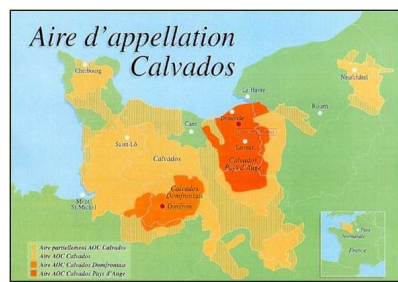 Aire d'appellation
Calvados
Cherbourg
Neufchâtel
Le Havre
Rouen
Deauville
Caen
Saint-Lô
Lisieux
Calvados
Calvados
Pays d'Auge
Calvados
Domfrontais
Mont
St-Michel
Domfront
Paris
Normandie
France
Aire partiellement AOC Calvados
Aire AOC Calvados
Aire AOC Calvados Domfrontais
Aire AOC Calvados Pays d'Auge